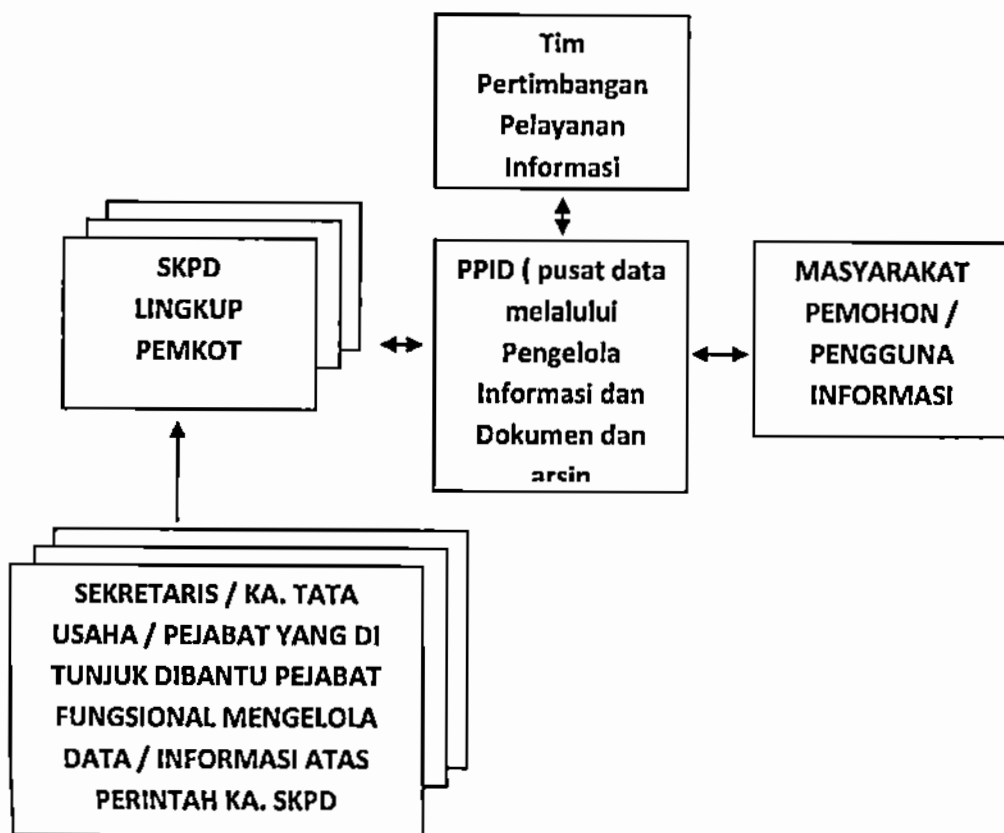 Tim
Pertimbangan
Pelayanan
Informasi
SKPD
LINGKUP
PEMKOT
PPID ( pusat data
melalului
Pengelola
Informasi dan
Dokumen dan
arsip
MASYARAKAT
PEMOHON /
PENGGUNA
INFORMASI
SEKRETARIS / KA. TATA
USAHA / PEJABAT YANG DI
TUNJUK DIBANTU PEJABAT
FUNGSIONAL MENGELOLA
DATA / INFORMASI ATAS
PERINTAH KA. SKPD